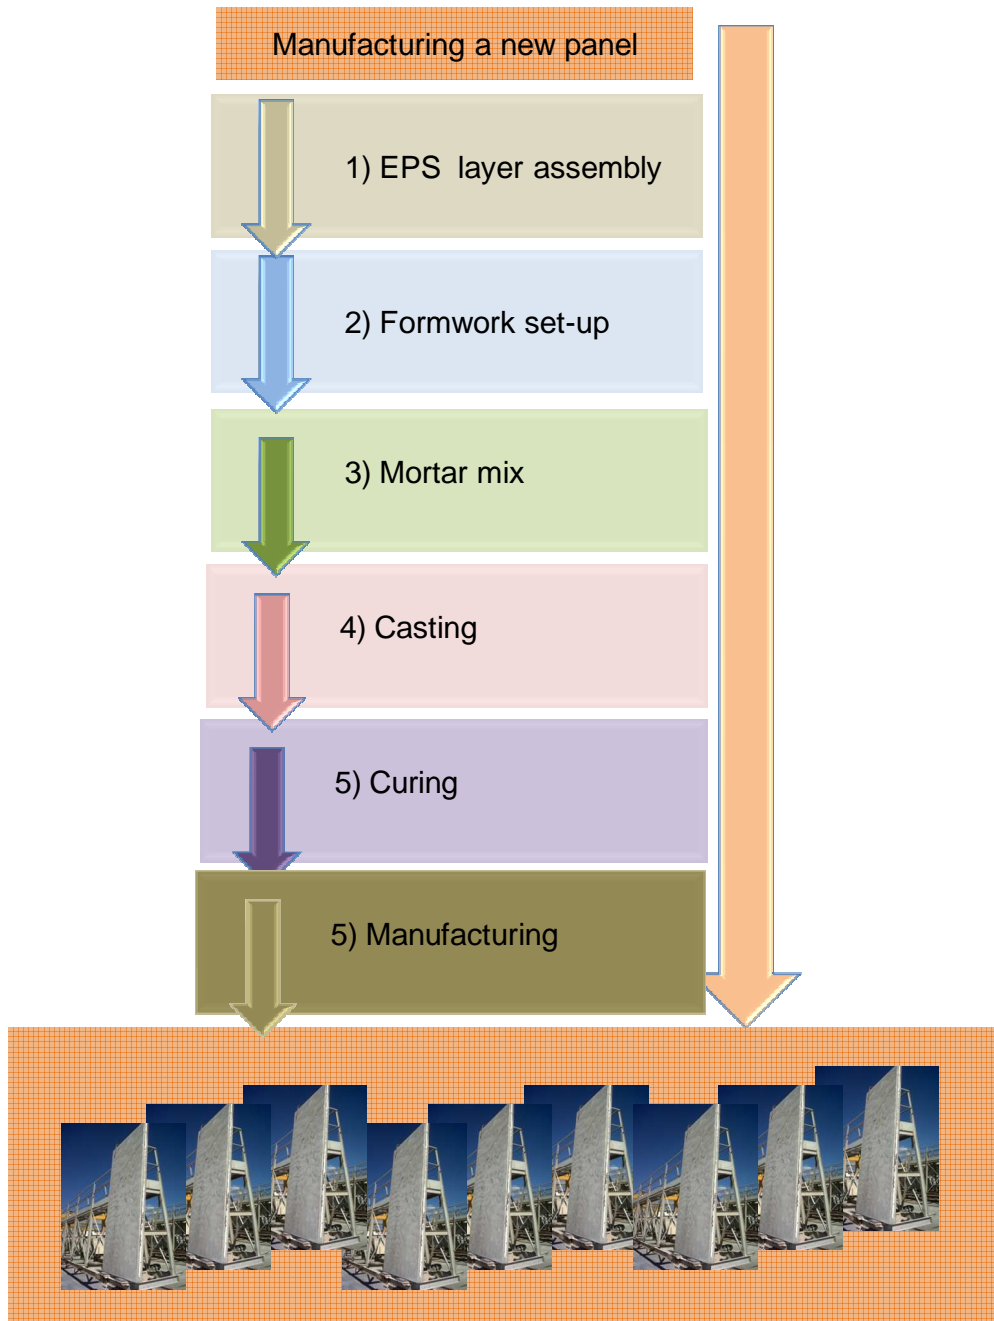 Manufacturing a new panel
1) EPS layer assembly
2) Formwork set-up
3) Mortar mix
4) Casting
5) Curing
5) Manufacturing